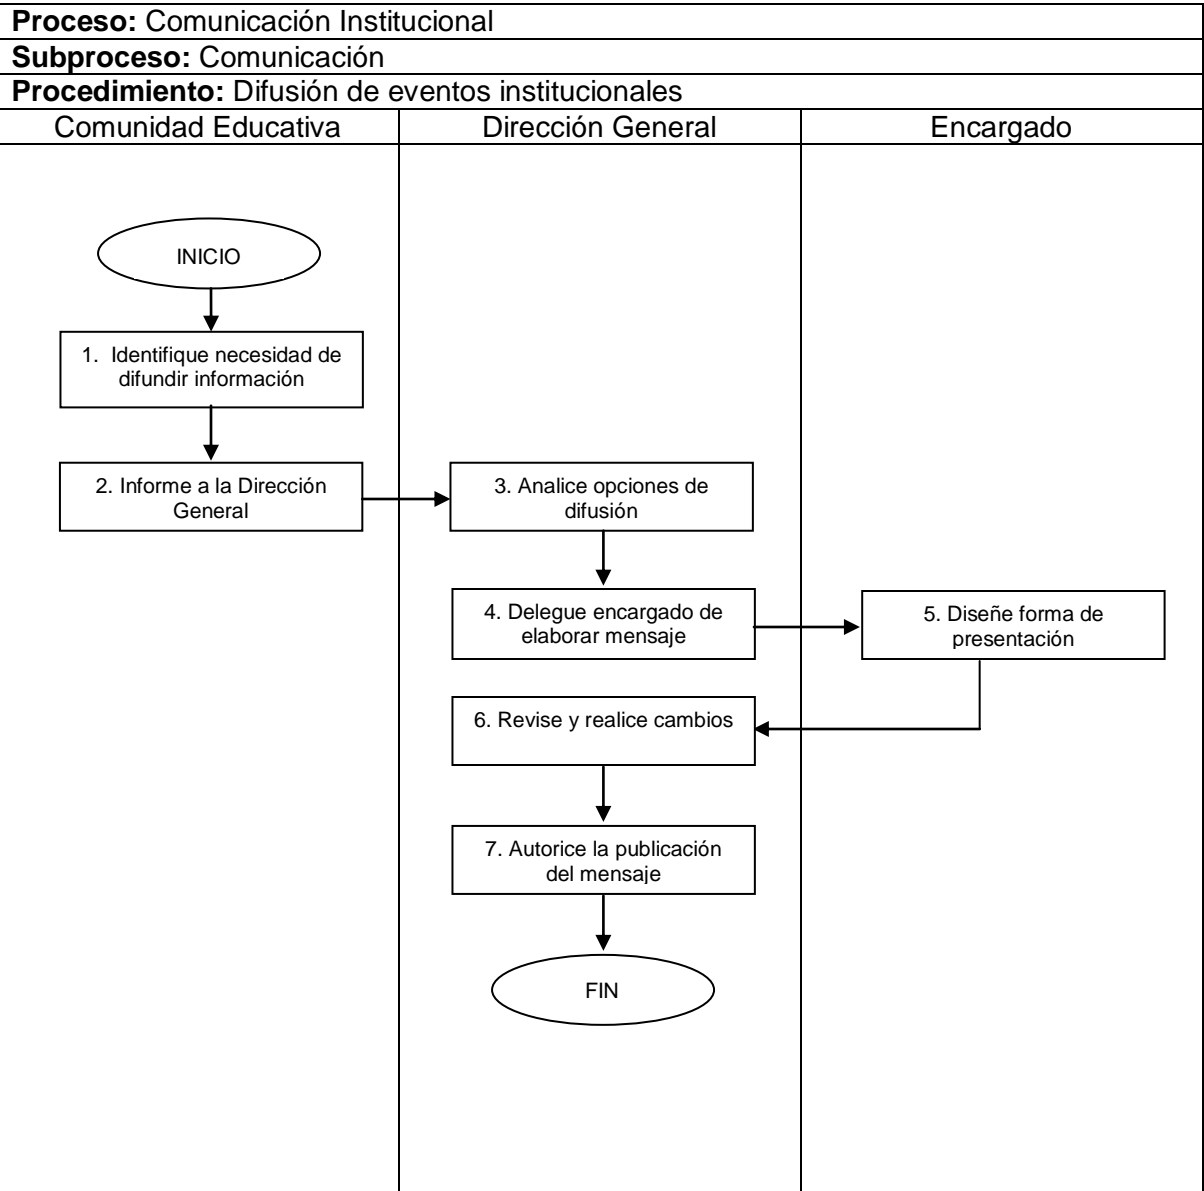 Proceso: Comunicación Institucional
Subproceso: Comunicación
Procedimiento: Difusión de eventos institucionales
Comunidad Educativa
Dirección General
Encargado
INICIO
1. Identifique necesidad de
difundir información
2. Informe a la Dirección
General
3. Analice opciones de
difusión
4. Delegue encargado de
elaborar mensaje
5. Diseñe forma de
presentación
6. Revise y realice cambios
7. Autorice la publicación
del mensaje
FIN